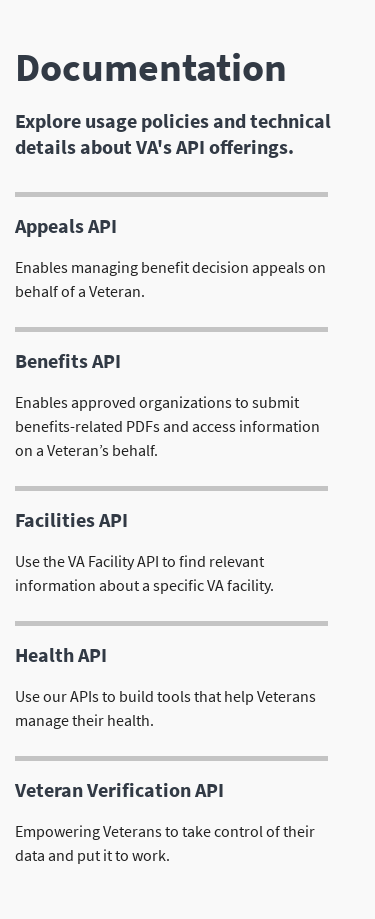 Documentation
Explore usage policies and technical
details about VA's API offerings.
Appeals API
Enables managing benefit decision appeals on
behalf of a Veteran.
Benefits API
Enables approved organizations to submit
benefits-related PDFs and access information
on a Veteran’s behalf.
Facilities API
Use the VA Facility API to find relevant
information about a specific VA facility.
Health API
Use our APIs to build tools that help Veterans
manage their health.
Veteran Verification API
Empowering Veterans to take control of their
data and put it to work.